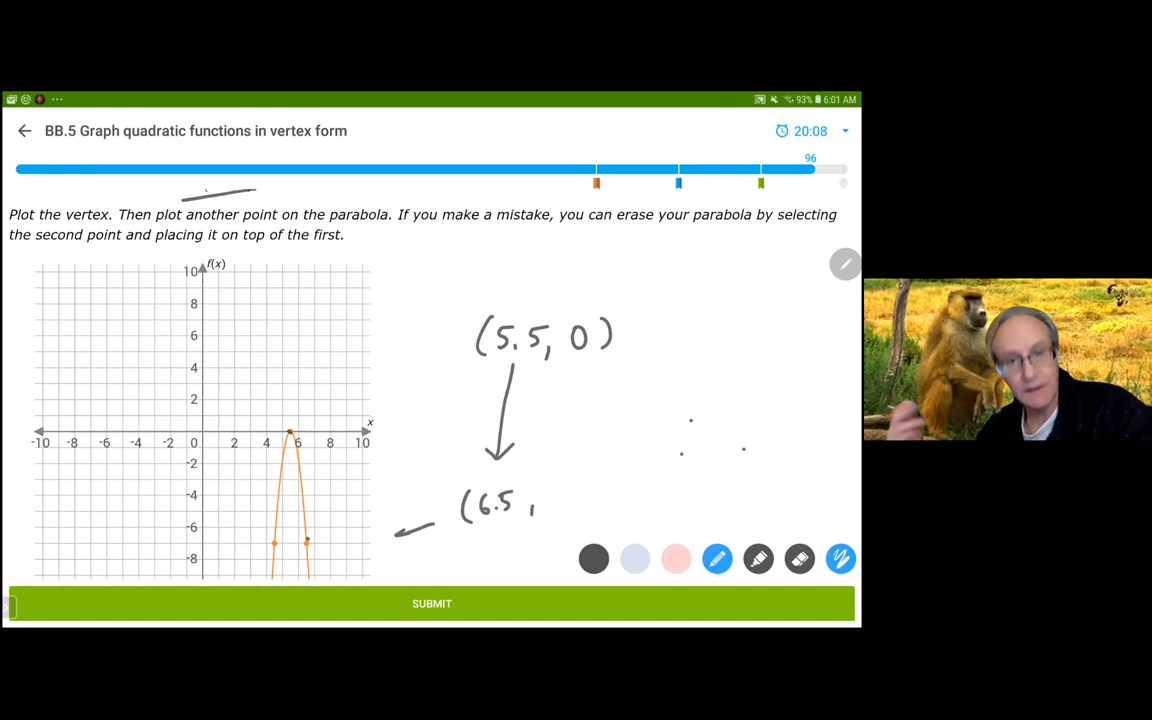 93% 6:01 AM
BB.5 Graph quadratic functions in vertex form
20:08
96
Plot the vertex. Then plot another point on the parabola. If you make a mistake, you can erase your parabola by selecting
the second point and placing it on top of the first.
f(x)
10
8
6
4
2
x
-10 -8 -6 -4 -2 0 2 4 6 8 10
-2
-4
-6
-8
(5.5, 0)
(6.5 ,
SUBMIT